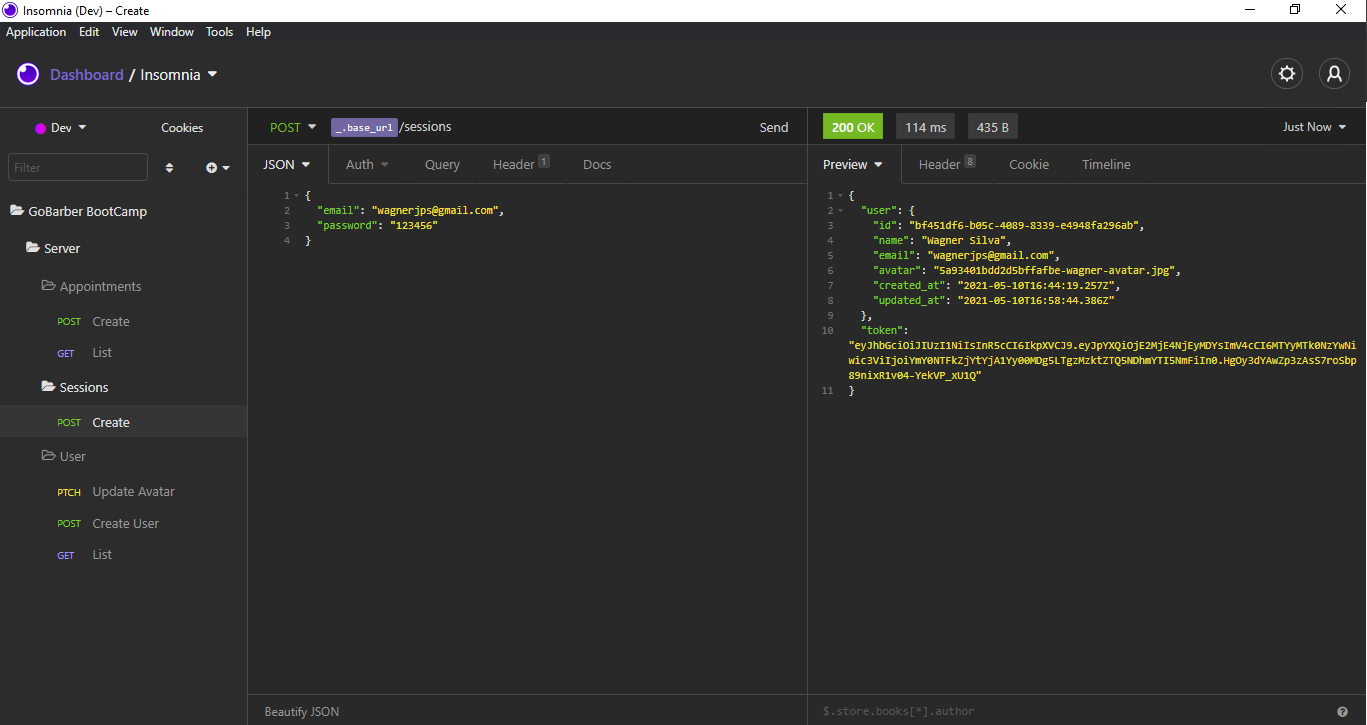 Insomnia (Dev) – Create
Application Edit View Window Tools Help
Dashboard / Insomnia
Dev Cookies
Filter
GoBarber BootCamp
Server
Appointments
POST Create
GET List
Sessions
POST Create
User
PTCH Update Avatar
POST Create User
GET List
POST _.base_url /sessions Send
JSON Auth Query Header 1 Docs
1 {
2 "email": "wagnerjps@gmail.com",
3 "password": "123456"
4 }
Beautify JSON
200 OK 114 ms 435 B Just Now
Preview Header 8 Cookie Timeline
1 {
2 "user": {
3 "id": "bf451df6-b05c-4089-8339-e4948fa296ab",
4 "name": "Wagner Silva",
5 "email": "wagnerjps@gmail.com",
6 "avatar": "5a93401bdd2d5bffafbe-wagner-avatar.jpg",
7 "created_at": "2021-05-10T16:44:19.257Z",
8 "updated_at": "2021-05-10T16:58:44.386Z"
9 },
10 "token":
"eyJhbGciOiJIUzI1NiIsInR5cCI6IkpXVCJ9.eyJpYXQiOjE2MjE4NjEyMDYsImV4cCI6MTYyMTk0NzYwNi
wic3ViIjoiYmY0NTFkZjYtYjA1Yy00MDg5LTgzMzktZTQ5NDhmYTI5NmFiIn0.HgOy3dYAwZp3zAsS7roSbp
89nixR1v04-YekVP_xU1Q"
11 }
$.store.books[*].author